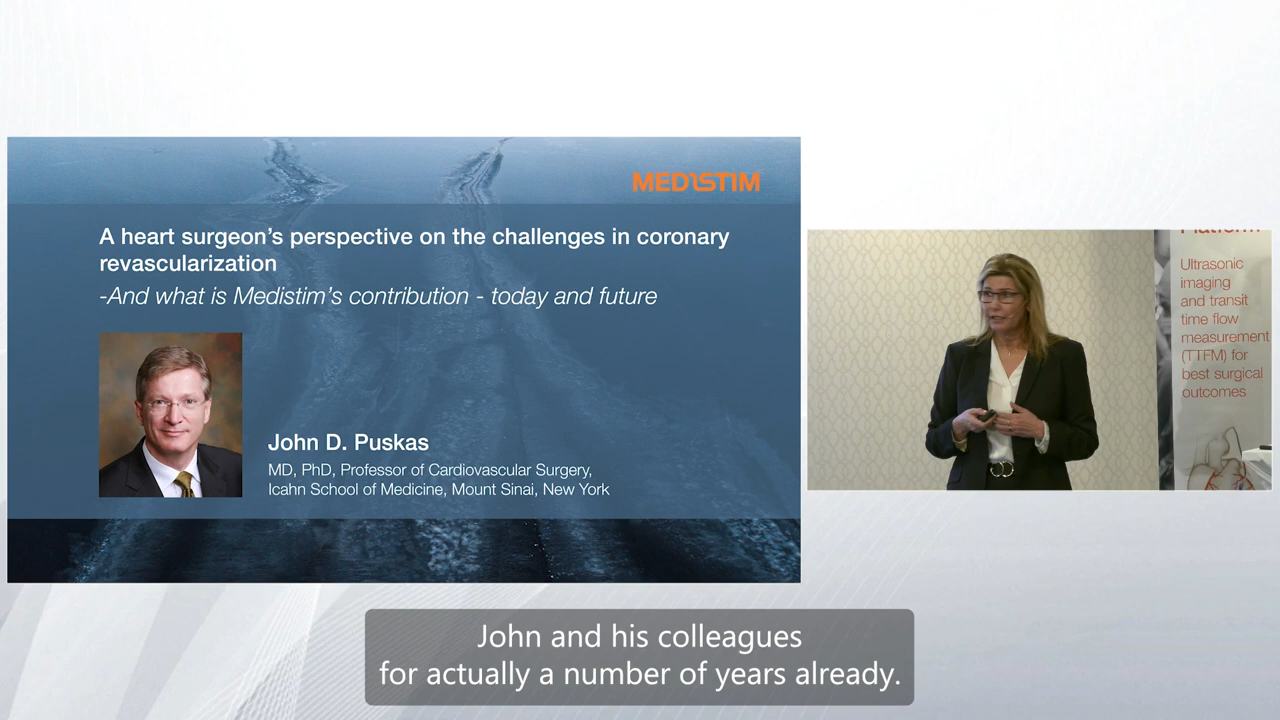 MEDISTIM
A heart surgeon's perspective on the challenges in coronary
revascularization
-And what is Medistim's contribution - today and future
John D. Puskas
MD, PhD, Professor of Cardiovascular Surgery,
Icahn School of Medicine, Mount Sinai, New York
Platform
Ultrasonic
imaging
and transit
time flow
measurement
(TTFM) for
best surgical
outcomes
John and his colleagues
for actually a number of years already.